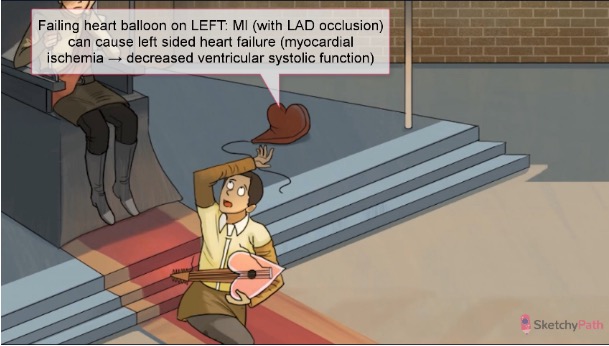 Failing heart balloon on LEFT: MI (with LAD occlusion)
can cause left sided heart failure (myocardial
ischemia → decreased ventricular systolic function)
SketchyPath